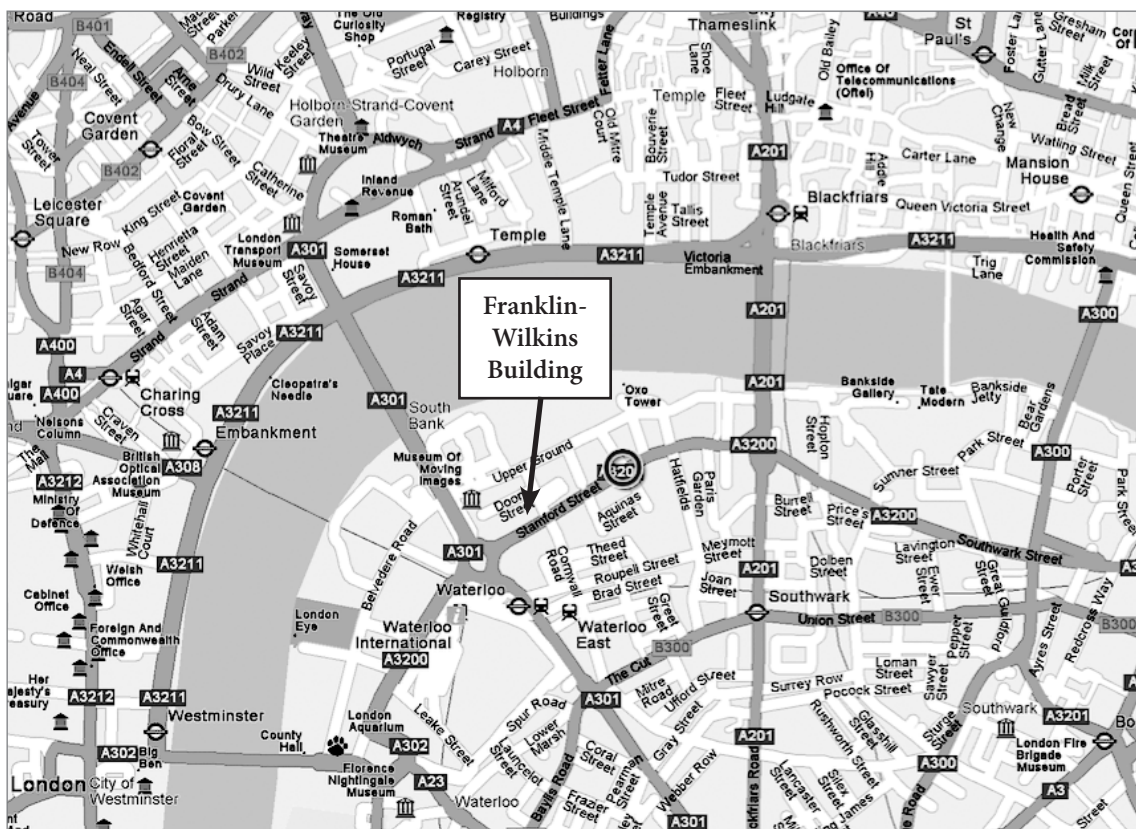 Road
B401
B402
Endell Street
Parker
Keeley Street
The Old
Curiosity
Shop
Portugal
Street
Registry
Carey Street
Buildings
Holborn
Fetter Lane
Thameslink
Shoe
Lane
Old Bailey
St
Paul's
Foster Lane
Gutter Lane
Gresham
Street
Milk
Street
B404
Neal Street
Arne
Street
Wild
Street
Drury Lane
Avenue
Tower
Street
Covent
Garden
Floral
Street
Bow Street
B402
Holborn-Strand-Covent
Garden
Theatre
Museum
Aldwych
Strand
A4
Fleet Street
Old Mitre
Court
Bouverie
Street
Temple
Fleet
Street
Ludgate
Hill
Office Of
Telecommunications
(Oftel)
A201
New
Change
Bread
Street
Watling Street
Carter Lane
Mansion
House
Addle
Hill
Catherine
Street
Inland
Revenue
Milford
Lane
Arundel
Street
Middle Temple Lane
Roman
Bath
Tudor Street
Temple
Avenue
Tallis
Street
Blackfriars
Queen Victoria Street
Queen Street
Leicester
Square
King Street
Covent
Garden
New Row
Henrietta
Street
Bedford Street
Maiden
Lane
London
Transport
Museum
A301
Somerset
House
Savoy
Street
Temple
A3211
A3211
Victoria
Embankment
Blackfriars
A3211
Trig
Lane
Health And
Safety
Commission
B404
Agar
Street
Adam
Street
Strand
Strand
Savoy
Place
A3211
Franklin-
Wilkins
Building
A201
A300
A400
A4
A400
Charing
Cross
Cleopatra's
Needle
A301
Nelsons
Column
Craven
Street
A3211
Embankment
South
Bank
Oxo
Tower
A201
Bankside
Gallery
Tate
Modern
Bankside
Jetty
Bear
Gardens
The
Mall
A3212
British
Optical
Association
Museum
A308
Museum Of
Moving
Images
Upper Ground
A3200
Hopton
Street
Park Street
A300
Sumner Street
Porter
Street
Park Street
Ministry
Of
Defence
Whitehall
Court
Doon
Street
Stamford Street
Aquinas
Street
Hatfields
Paris
Garden
Burrell
Street
Price's
Street
A3200
Southwark Street
Welsh
Office
A3211
Belvedere Road
A301
Cornwall
Road
Theed
Street
Roupell Street
Brad Street
Meymott
Street
Joan
Street
A201
Dolben
Street
Lavington
Street
Ewer
Street
Great Guildford
Street
Cabinet
Office
Waterloo
Southwark
Union Street
B300
Redcross Way
B300
Foreign And
Commonwealth
Office
London
Eye
Waterloo
International
A3200
Waterloo
East
Greet
Street
B300
The Cut
Pepper
Street
Ayres Street
Her
Majesty's
Treasury
A3212
A3211
Westminster
A301
Mitre
Road
Ufford Street
Surrey Row
Loman
Street
Pocock Street
Sawyer
Street
Southwark
A302
Big
Ben
County
Hall
London
Aquarium
A302
Leake Street
Spur Road
Lower
Marsh
Gray Street
A201
Rushworth
Street
Glasshill
Street
Sturge
Street
A300
London Fire
Brigade
Museum
A3201
London
City of
Westminster
Florence
Nightingale
Museum
A23
Waterloo
Launcelot
Street
Baylis Road
Coral
Street
Frazier
Street
Pearman
Street
Webber Row
A301
Lancaster
Street
Silex
Street
A3
Street